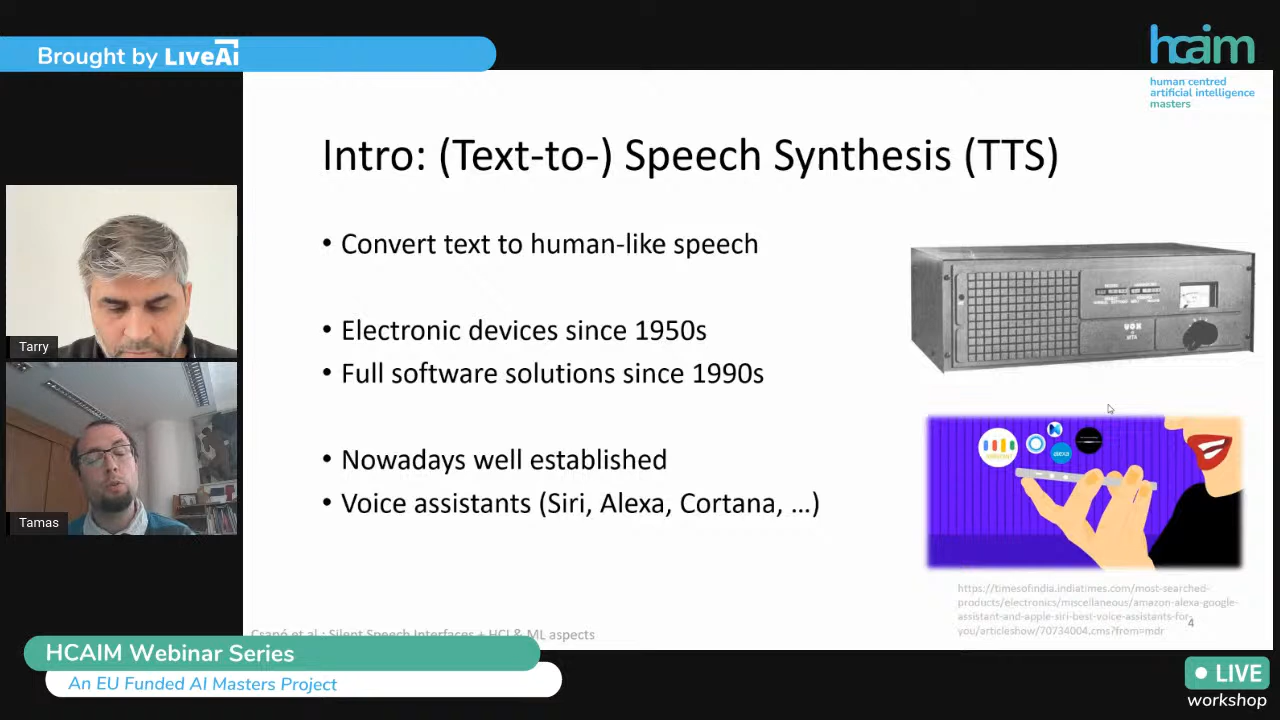 Brought by LiveAi
hcaim
human centred
artificial intelligence
masters
Intro: (Text-to-) Speech Synthesis (TTS)
• Convert text to human-like speech
• Electronic devices since 1950s
• Full software solutions since 1990s
• Nowadays well established
• Voice assistants (Siri, Alexa, Cortana, ...)
VOX
alexa
https://timesofindia.indiatimes.com/most-searched-
products/electronics/miscellaneous/amazon-alexa-google-
assistant-and-apple-siri-best-voice-assistants-for-
you/articleshow/70734004.cms?from=mdr
4
Csapó et al.: Silent Speech Interfaces + HCI & ML aspects
Tarry
Tamas
HCAIM Webinar Series
An EU Funded AI Masters Project
LIVE
workshop